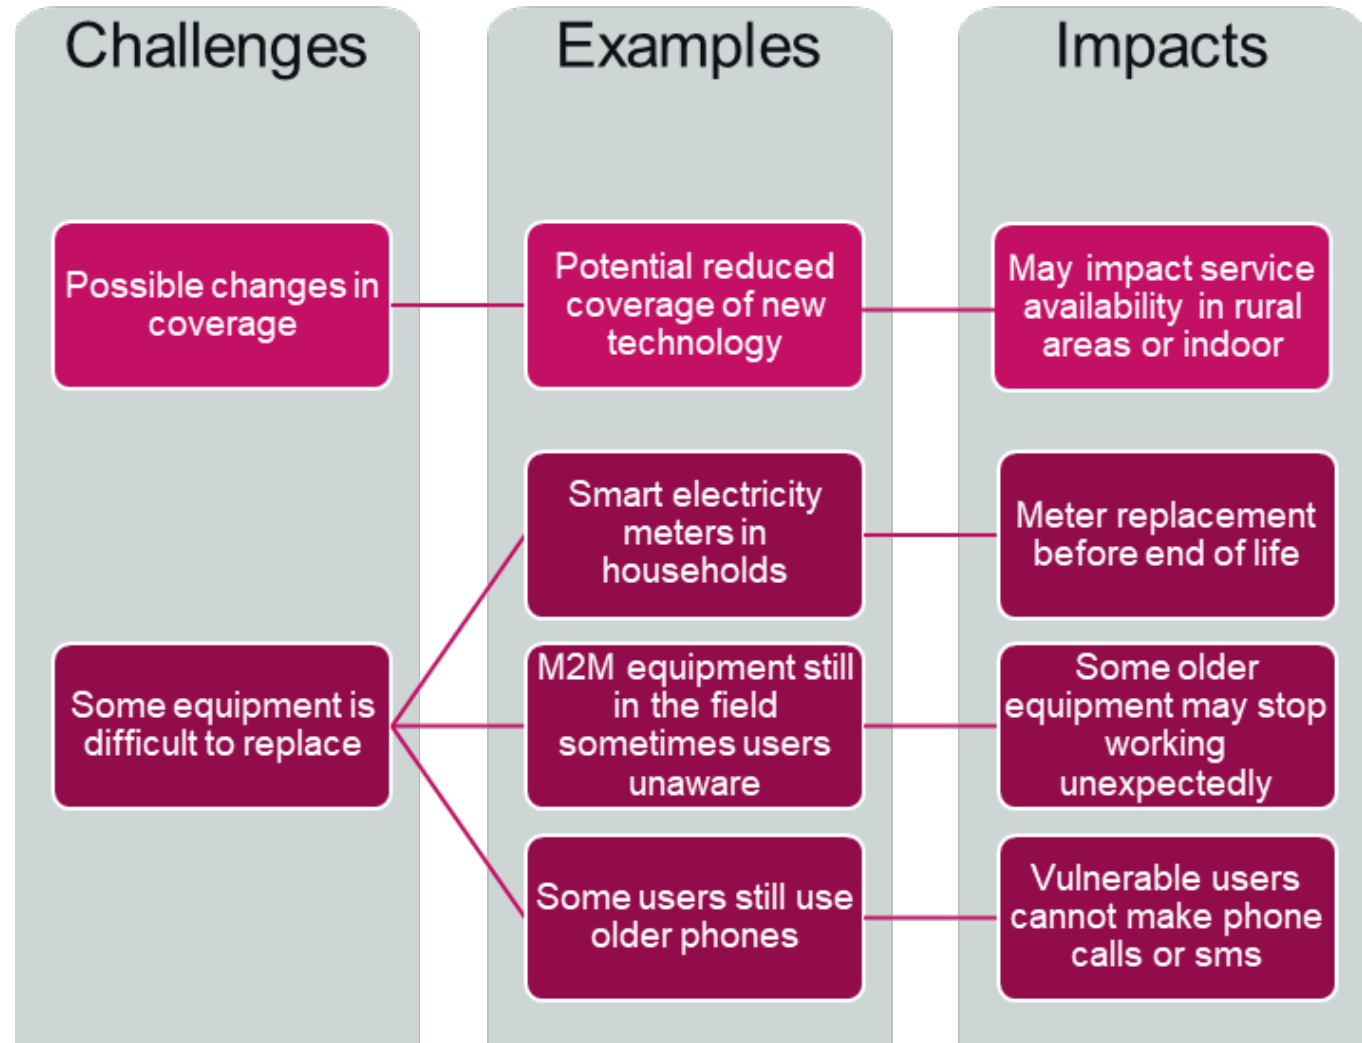 Challenges
Examples
Impacts
Possible changes in
coverage
Potential reduced
coverage of new
technology
May impact service
availability in rural
areas or indoor
Some equipment is
difficult to replace
Smart electricity
meters in
households
Meter replacement
before end of life
M2M equipment still
in the field
sometimes users
unaware
Some older
equipment may stop
working
unexpectedly
Some users still use
older phones
Vulnerable users
cannot make phone
calls or sms